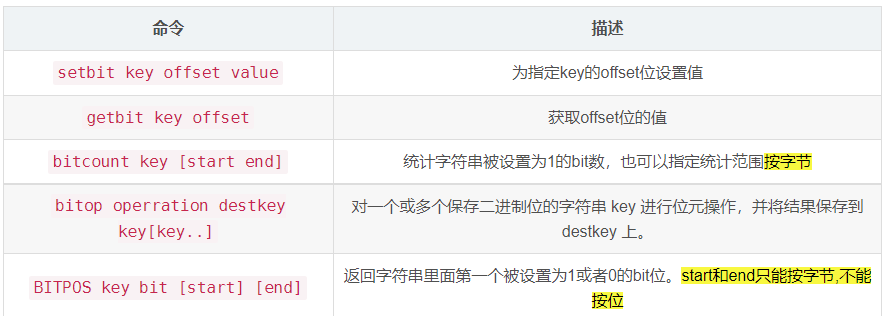 命令 描述
setbit key offset value 为指定key的offset位设置值
getbit key offset 获取offset位的值
bitcount key [start end] 统计字符串被设置为1的bit数，也可以指定统计范围按字节
bitop operration destkey
key[key..]
对一个或多个保存二进制位的字符串 key 进行位元操作，并将结果保存到
destkey 上。
BITPOS key bit [start] [end]
返回字符串里面第一个被设置为1或者0的bit位。start和end只能按字节,不能
按位